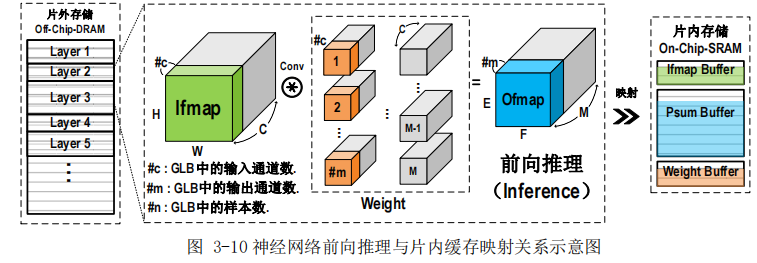 片外存储
Off-Chip-DRAM
Layer 1
Layer 2
Layer 3
Layer 4
Layer 5
#c
H
Ifmap
W
C
Conv
#c
1
2
#m
C
M-1
M
Weight
=
#m
E
Ofmap
F
M
前向推理
(Inference)
#c : GLB中的输入通道数.
#m : GLB中的输出通道数.
#n : GLB中的样本数.
映射
片内存储
On-Chip-SRAM
Ifmap Buffer
Psum Buffer
Weight Buffer
图 3-10 神经网络前向推理与片内缓存映射关系示意图